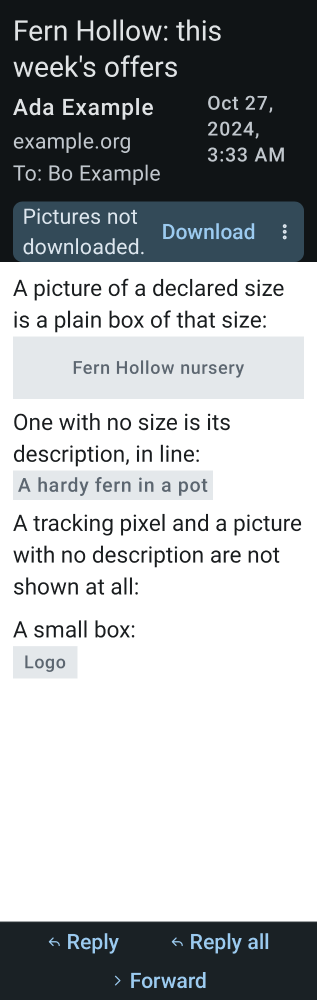 Fern Hollow: this
week's offers
Ada Example
Oct 27,
2024,
3:33 AM
example.org
To: Bo Example
Pictures not
downloaded.
Download
A picture of a declared size
is a plain box of that size:
Fern Hollow nursery
One with no size is its
description, in line:
A hardy fern in a pot
A tracking pixel and a picture
with no description are not
shown at all:
A small box:
Logo
Reply
Reply all
Forward